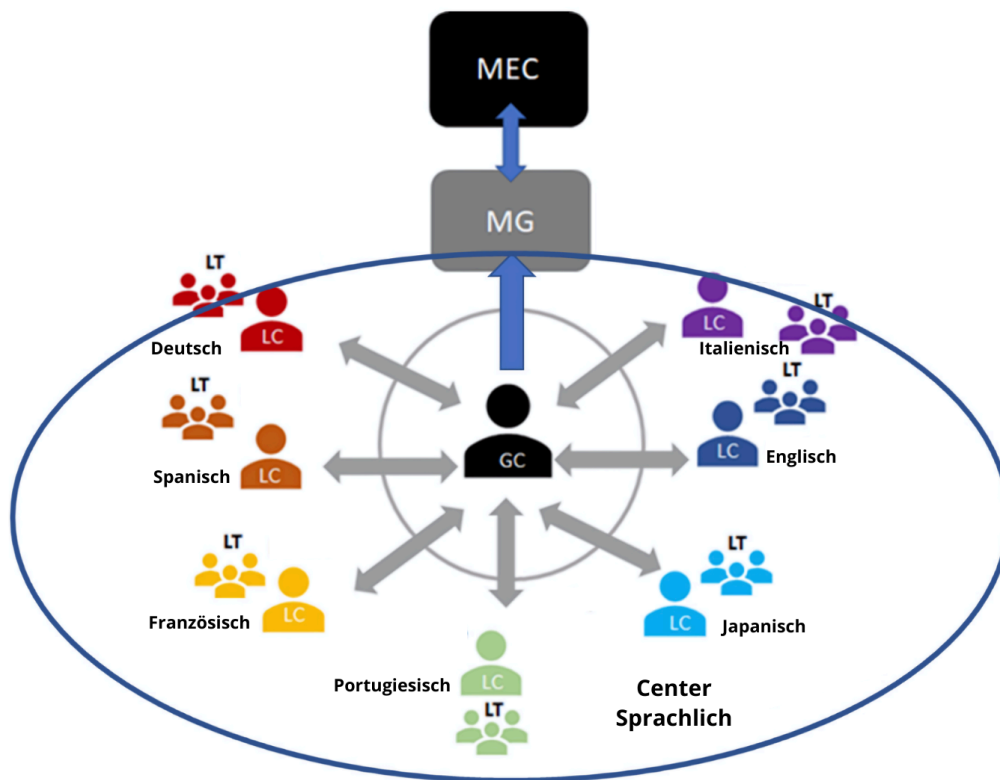 MEC
MG
LT
LC
Deutsch
LC
Italienisch
LT
LT
LC
Spanisch
GC
LT
LC
Englisch
LT
LC
Französisch
LT
LC
Japanisch
Portugiesisch
LC
LT
Center
Sprachlich